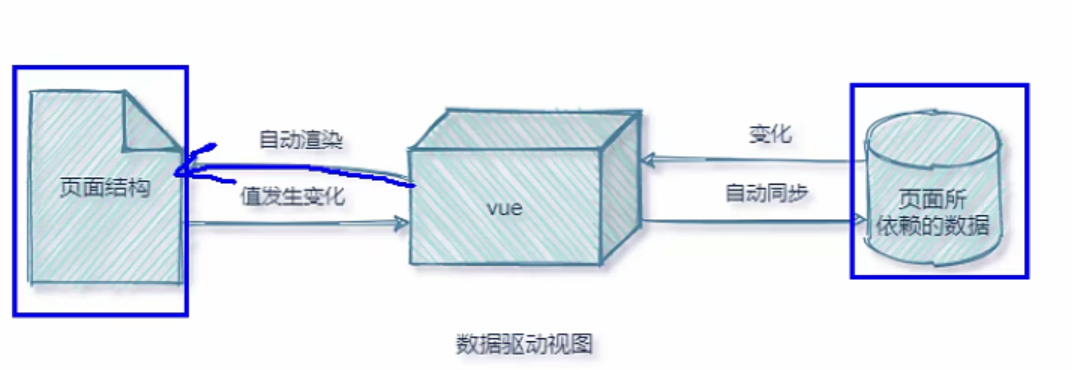 自动渲染
变化
页面结构
值发生变化
vue
自动同步
页面所
依赖的数据
数据驱动视图